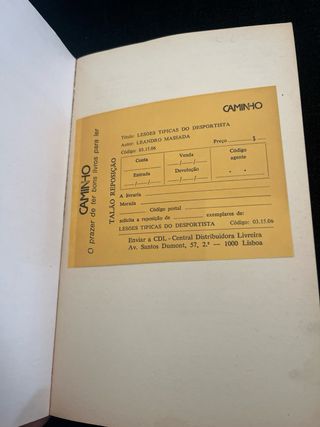 CAMINHO
O prazer de ter bons livros para ler
TALÃO REPOSIÇÃO
CAMINHO
Título: LESÕES TÍPICAS DO DESPORTISTA
Autor: LEANDRO MASSADA
Código: 03.15.06
Preço $
Conta
Venda
Código agente
Entrada
Devolução
A livraria
Morada
Código postal
solicita a reposição de exemplares de:
LESÕES TÍPICAS DO DESPORTISTA Código: 03.15.06
Enviar a CDL - Central Distribuidora Livreira
Av. Santos Dumont, 57, 2.º — 1000 Lisboa